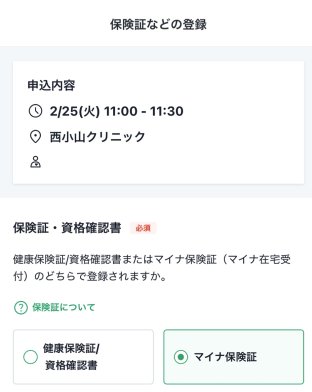 保険証などの登録
申込内容
2/25(火) 11:00 - 11:30
西小山クリニック
保険証・資格確認書 必須
健康保険証/資格確認書またはマイナ保険証（マイナ在宅受
付）のどちらで登録されますか。
? 保険証について
健康保険証/
資格確認書
マイナ保険証